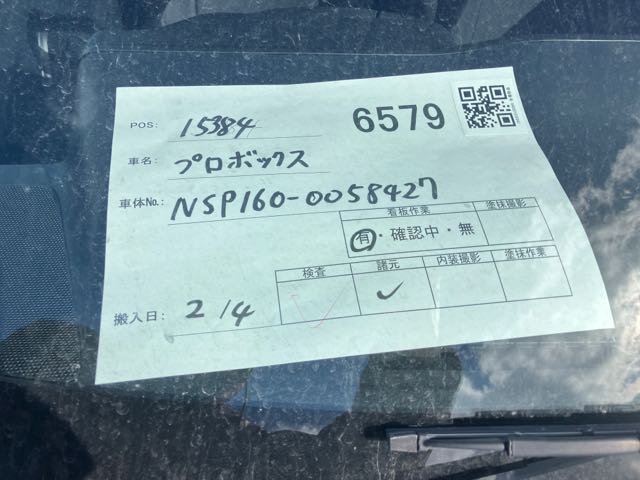 POS: 15384 6579
車名: プロボックス
車体No.: NSP160-0058427
看板作業 塗抹撮影
有・確認中・無
検査 諸元 内装撮影 塗抹作業
搬入日: 2/4